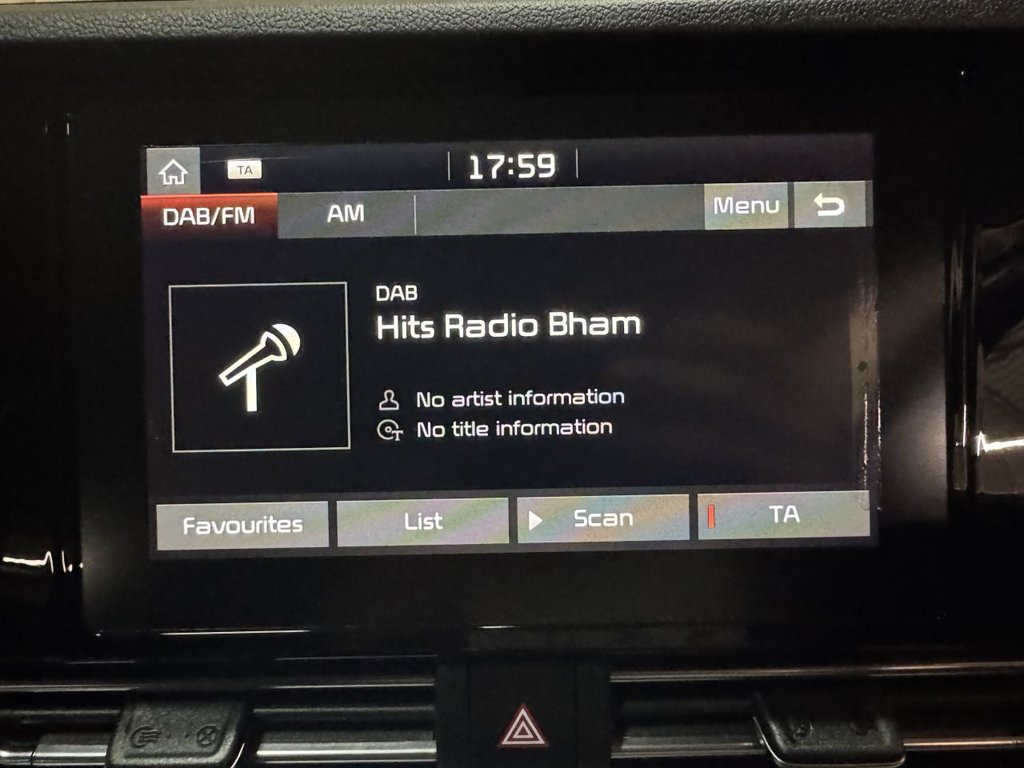 TA
17:59
DAB/FM
AM
Menu
DAB
Hits Radio Bham
No artist information
No title information
Favourites
List
Scan
TA